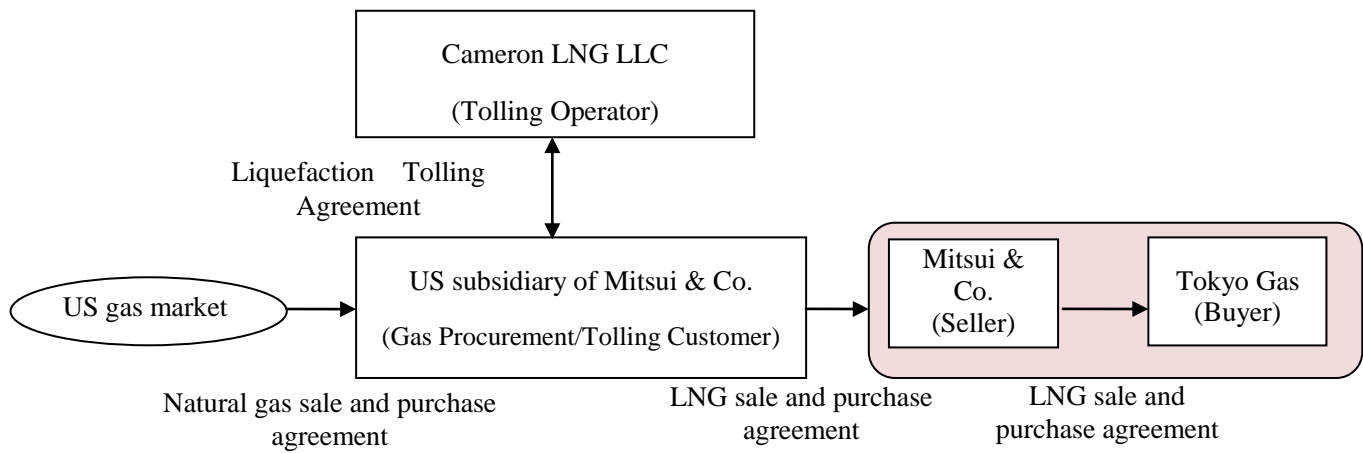 Cameron LNG LLC
(Tolling Operator)
Liquefaction Tolling
Agreement
US gas market
US subsidiary of Mitsui & Co.
(Gas Procurement/Tolling Customer)
Mitsui &
Co.
(Seller)
Tokyo Gas
(Buyer)
Natural gas sale and purchase
agreement
LNG sale and purchase
agreement
LNG sale and
purchase agreement